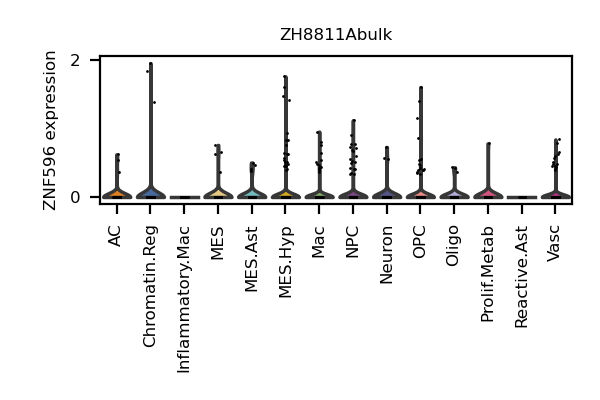 ZH8811Abulk
ZNF596 expression
2
0
AC
Chromatin.Reg
Inflammatory.Mac
MES
MES.Ast
MES.Hyp
Mac
NPC
Neuron
OPC
Oligo
Prolif.Metab
Reactive.Ast
Vasc